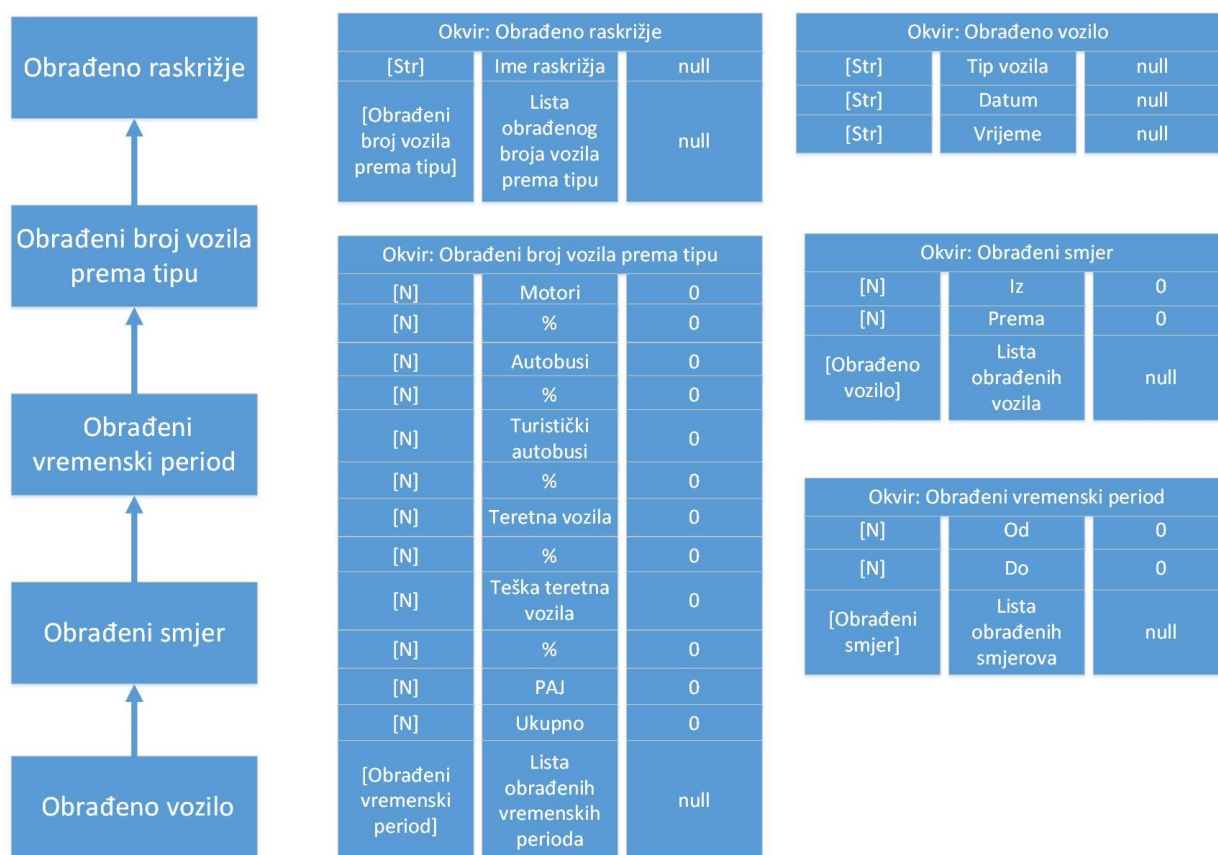 Obrađeno raskrižje
Obrađeni broj vozila
prema tipu
Obrađeni
vremenski period
Obrađeni smjer
Obrađeno vozilo
Okvir: Obrađeno raskrižje
[Str] Ime raskrižja null
[Obrađeni
broj vozila
prema tipu]
Lista
obrađenog
broja vozila
prema tipu
null
Okvir: Obrađeni broj vozila prema tipu
[N] Motori 0
[N] % 0
[N] Autobusi 0
[N] % 0
[N]
Turistički
autobusi
0
[N] % 0
[N] Teretna vozila 0
[N] % 0
[N]
Teška teretna
vozila
0
[N] % 0
[N] PAJ 0
[N] Ukupno 0
[Obrađeni
vremenski
period]
Lista
obrađenih
vremenskih
perioda
null
Okvir: Obrađeno vozilo
[Str] Tip vozila null
[Str] Datum null
[Str] Vrijeme null
Okvir: Obrađeni smjer
[N] Iz 0
[N] Prema 0
[Obrađeno
vozilo]
Lista
obrađenih
vozila
null
Okvir: Obrađeni vremenski period
[N] Od 0
[N] Do 0
[Obrađeni
smjer]
Lista
obrađenih
smjerova
null